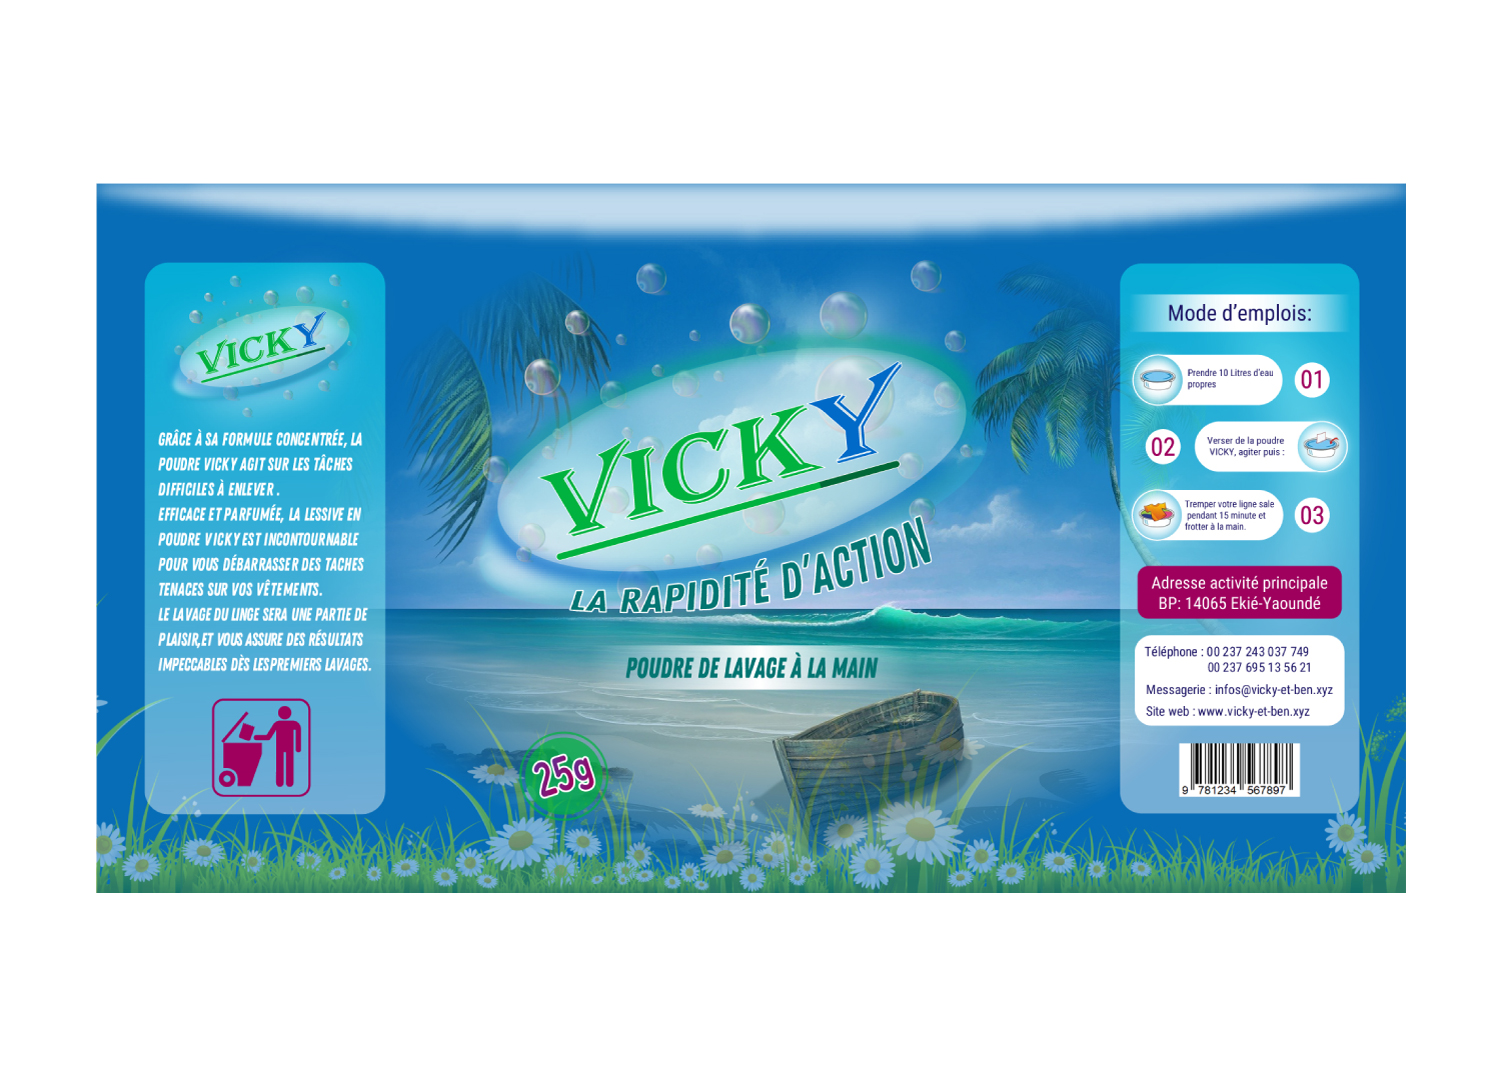 VICKY
GRÂCE À SA FORMULE CONCENTRÉE, LA
POUDRE VICKY AGIT SUR LES TÂCHES
DIFFICILES À ENLEVER .
EFFICACE ET PARFUMÉE, LA LESSIVE EN
POUDRE VICKY EST INCONTOURNABLE
POUR VOUS DÉBARRASSER DES TACHES
TENACES SUR VOS VÊTEMENTS.
LE LAVAGE DU LINGE SERA UNE PARTIE DE
PLAISIR,ET VOUS ASSURE DES RÉSULTATS
IMPECCABLES DÈS LESPREMIERS LAVAGES.
VICKY
LA RAPIDITÉ D'ACTION
POUDRE DE LAVAGE À LA MAIN
25g
Mode d'emplois:
Prendre 10 Litres d'eau
propres
01
02
Verser de la poudre
VICKY, agiter puis :
Tremper votre ligne sale
pendant 15 minute et
frotter à la main.
03
Adresse activité principale
BP: 14065 Ekié-Yaoundé
Téléphone : 00 237 243 037 749
00 237 695 13 56 21
Messagerie : infos@vicky-et-ben.xyz
Site web : www.vicky-et-ben.xyz
9 781234 567897